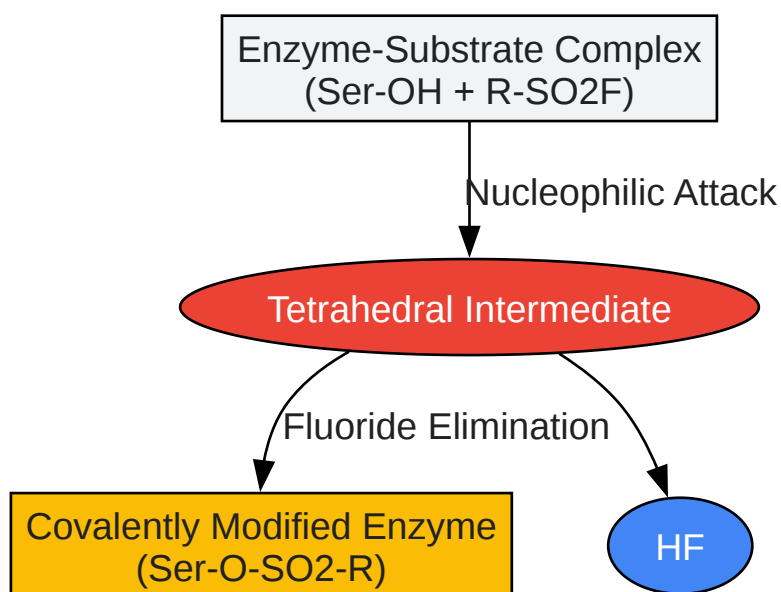 Enzyme-Substrate Complex
(Ser-OH + R-SO2F)
Nucleophilic Attack
Tetrahedral Intermediate
Fluoride Elimination
Covalently Modified Enzyme
(Ser-O-SO2-R)
HF